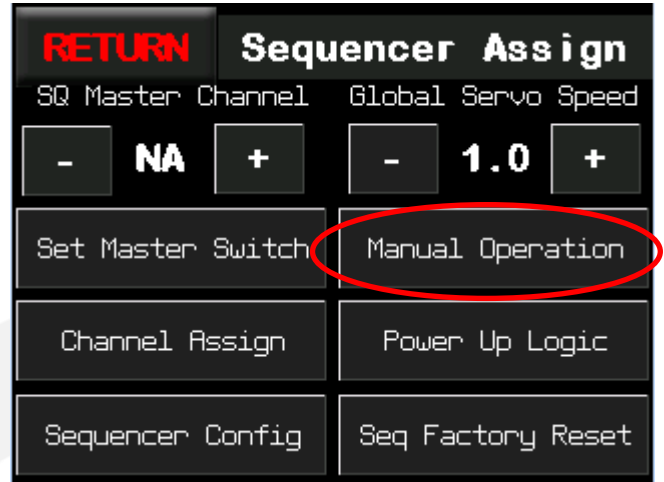 RETURN Sequencer Assign
SQ Master Channel Global Servo Speed
- NA + - 1.0 +
Set Master Switch Manual Operation
Channel Assign Power Up Logic
Sequencer Config Seq Factory Reset